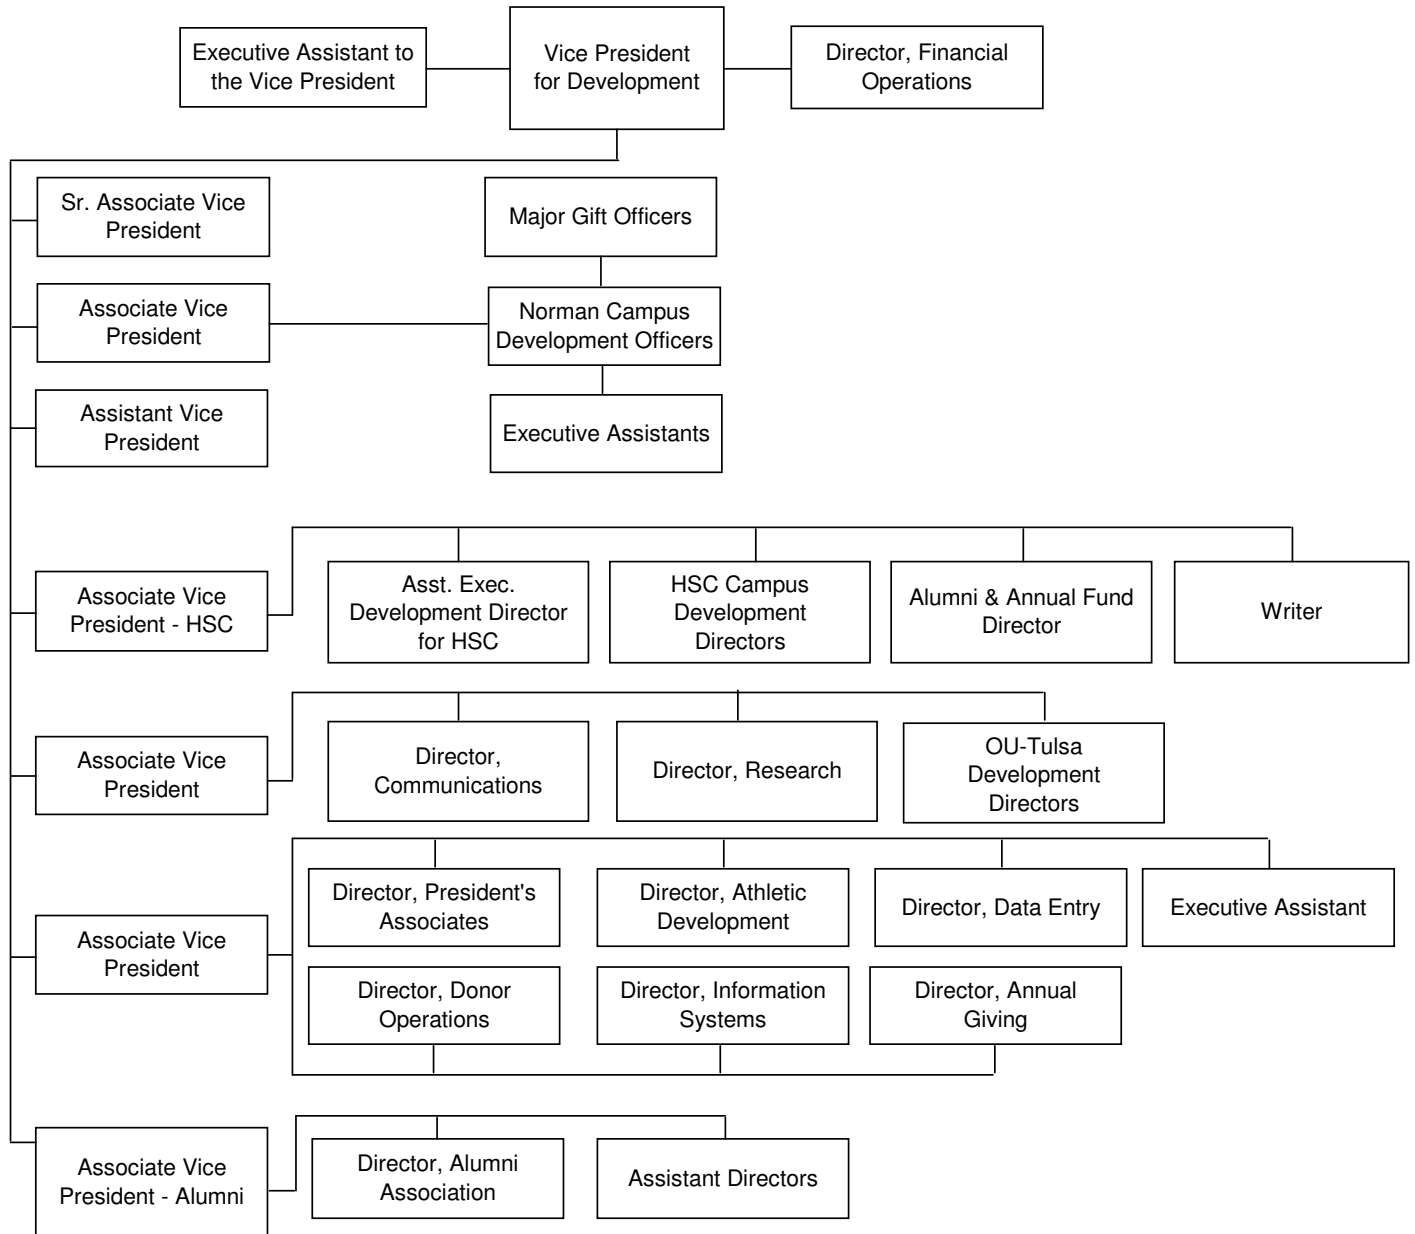 Executive Assistant to
the Vice President
Vice President
for Development
Director, Financial
Operations
Sr. Associate Vice
President
Major Gift Officers
Associate Vice
President
Norman Campus
Development Officers
Assistant Vice
President
Executive Assistants
Associate Vice
President - HSC
Asst. Exec.
Development Director
for HSC
HSC Campus
Development
Directors
Alumni & Annual Fund
Director
Writer
Associate Vice
President
Director,
Communications
Director, Research
OU-Tulsa
Development
Directors
Associate Vice
President
Director, President's
Associates
Director, Athletic
Development
Director, Data Entry
Executive Assistant
Director, Donor
Operations
Director, Information
Systems
Director, Annual
Giving
Associate Vice
President - Alumni
Director, Alumni
Association
Assistant Directors